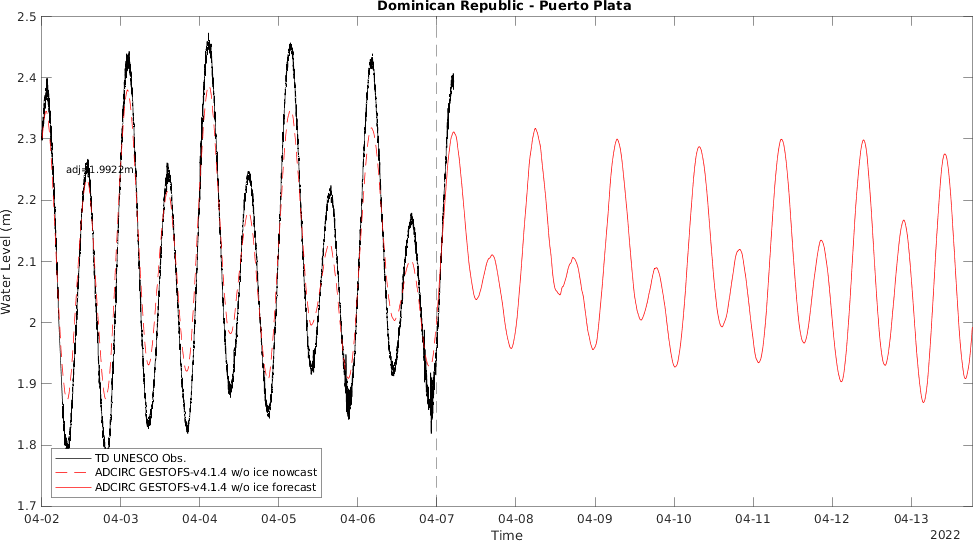 Dominican Republic - Puerto Plata
2.5
2.4
2.3
2.2
2.1
2
1.9
1.8
1.7
Water Level (m)
adj=1.9922m
TD UNESCO Obs.
ADCIRC GESTOFS-v4.1.4 w/o ice nowcast
ADCIRC GESTOFS-v4.1.4 w/o ice forecast
04-02 04-03 04-04 04-05 04-06 04-07 04-08 04-09 04-10 04-11 04-12 04-13
Time
2022